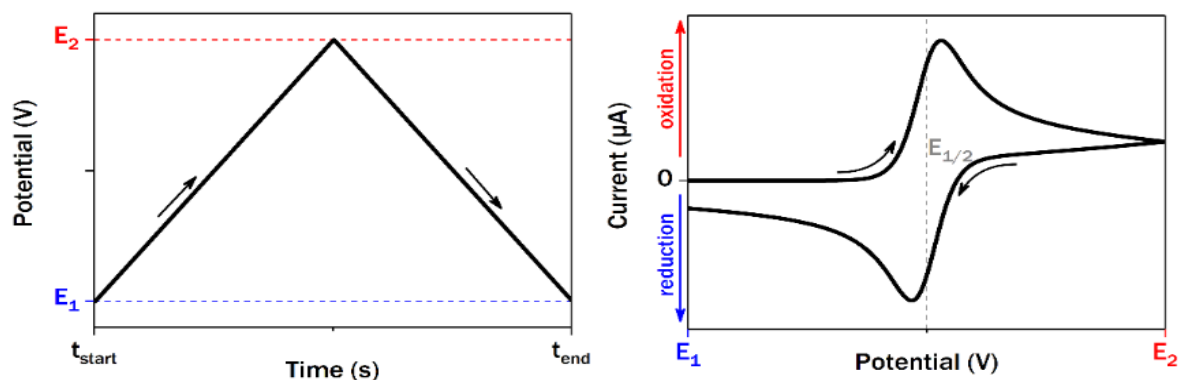 E2
Potential (V)
E1
tstart
Time (s)
tend
oxidation
Current (µA)
0
reduction
E1/2
E1
Potential (V)
E2